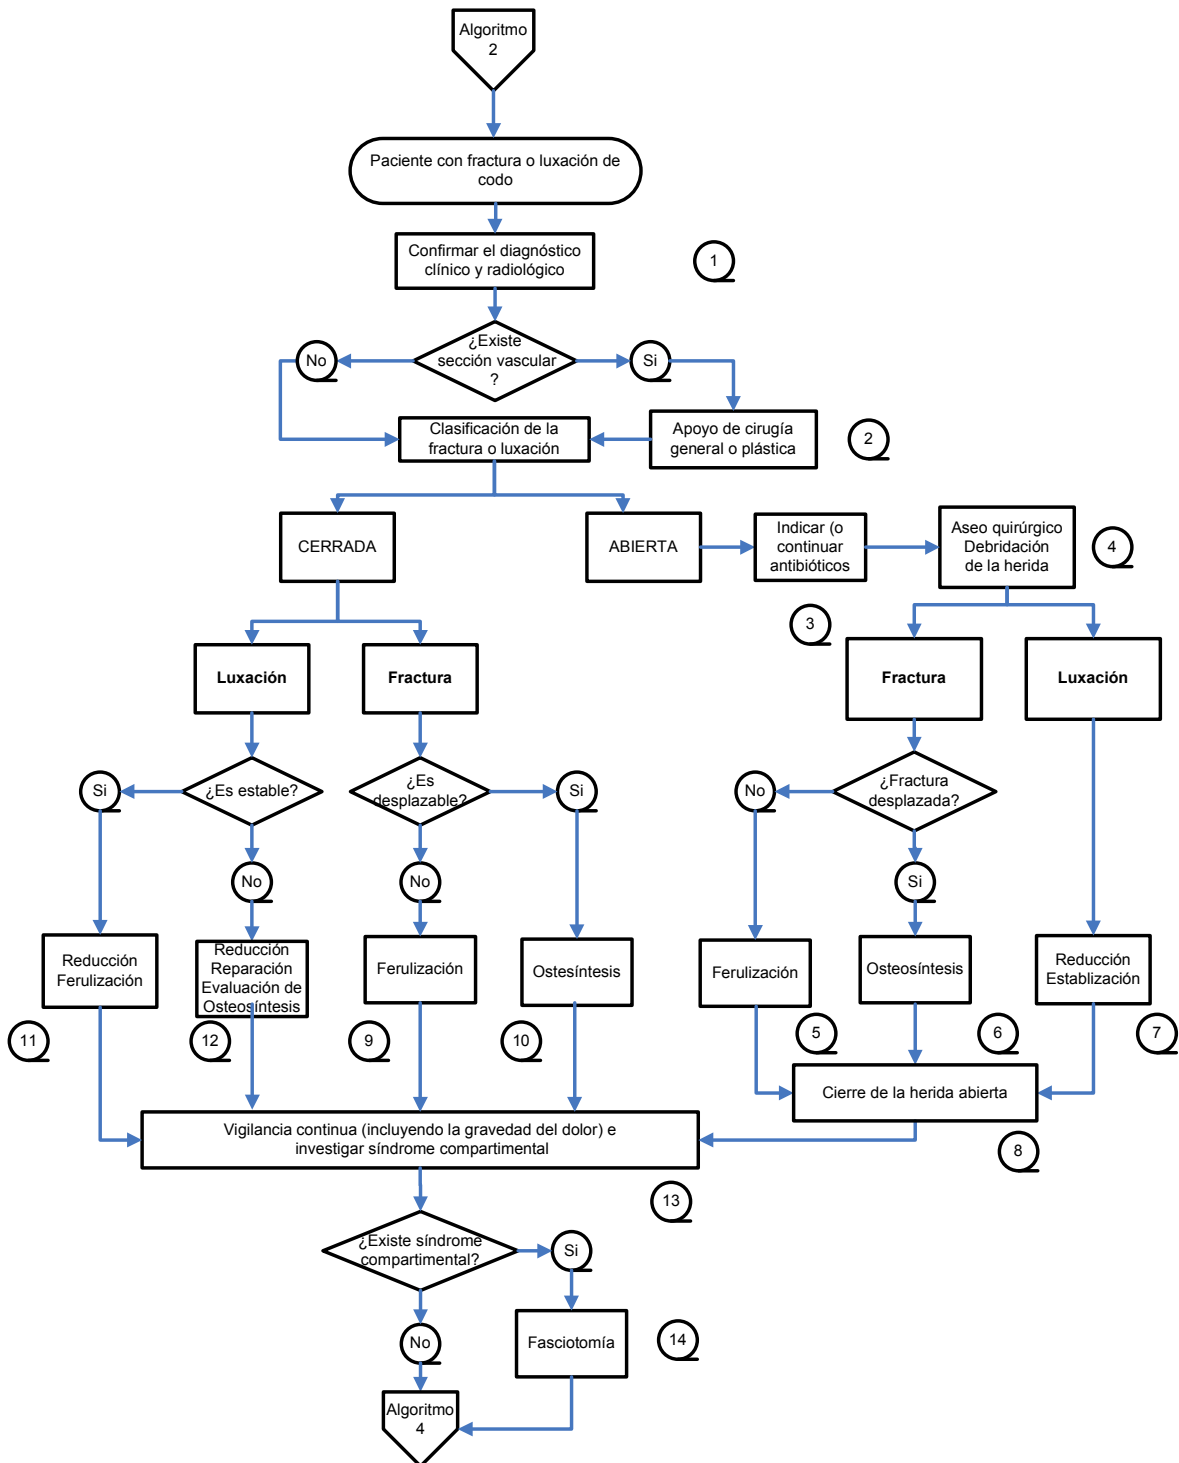 Algoritmo
2
Paciente con fractura o luxación de
codo
Confirmar el diagnóstico
clínico y radiológico
1
¿Existe
sección vascular
?
No
Si
Clasificación de la
fractura o luxación
Apoyo de cirugía
general o plástica
2
CERRADA
ABIERTA
Indicar (o
continuar
antibióticos
Aseo quirúrgico
Debridación
de la herida
4
3
Luxación
Fractura
Fractura
Luxación
Si
¿Es estable?
¿Es
desplazable?
Si
No
¿Fractura
desplazada?
No
No
Si
Reducción
Ferulización
Reducción
Reparación
Evaluación de
Osteosíntesis
Ferulización
Ostesíntesis
Ferulización
Osteosíntesis
Reducción
Establización
11
12
9
10
5
6
7
Cierre de la herida abierta
Vigilancia continua (incluyendo la gravedad del dolor) e
investigar síndrome compartimental
8
13
¿Existe síndrome
compartimental?
Si
No
Fasciotomía
14
Algoritmo
4